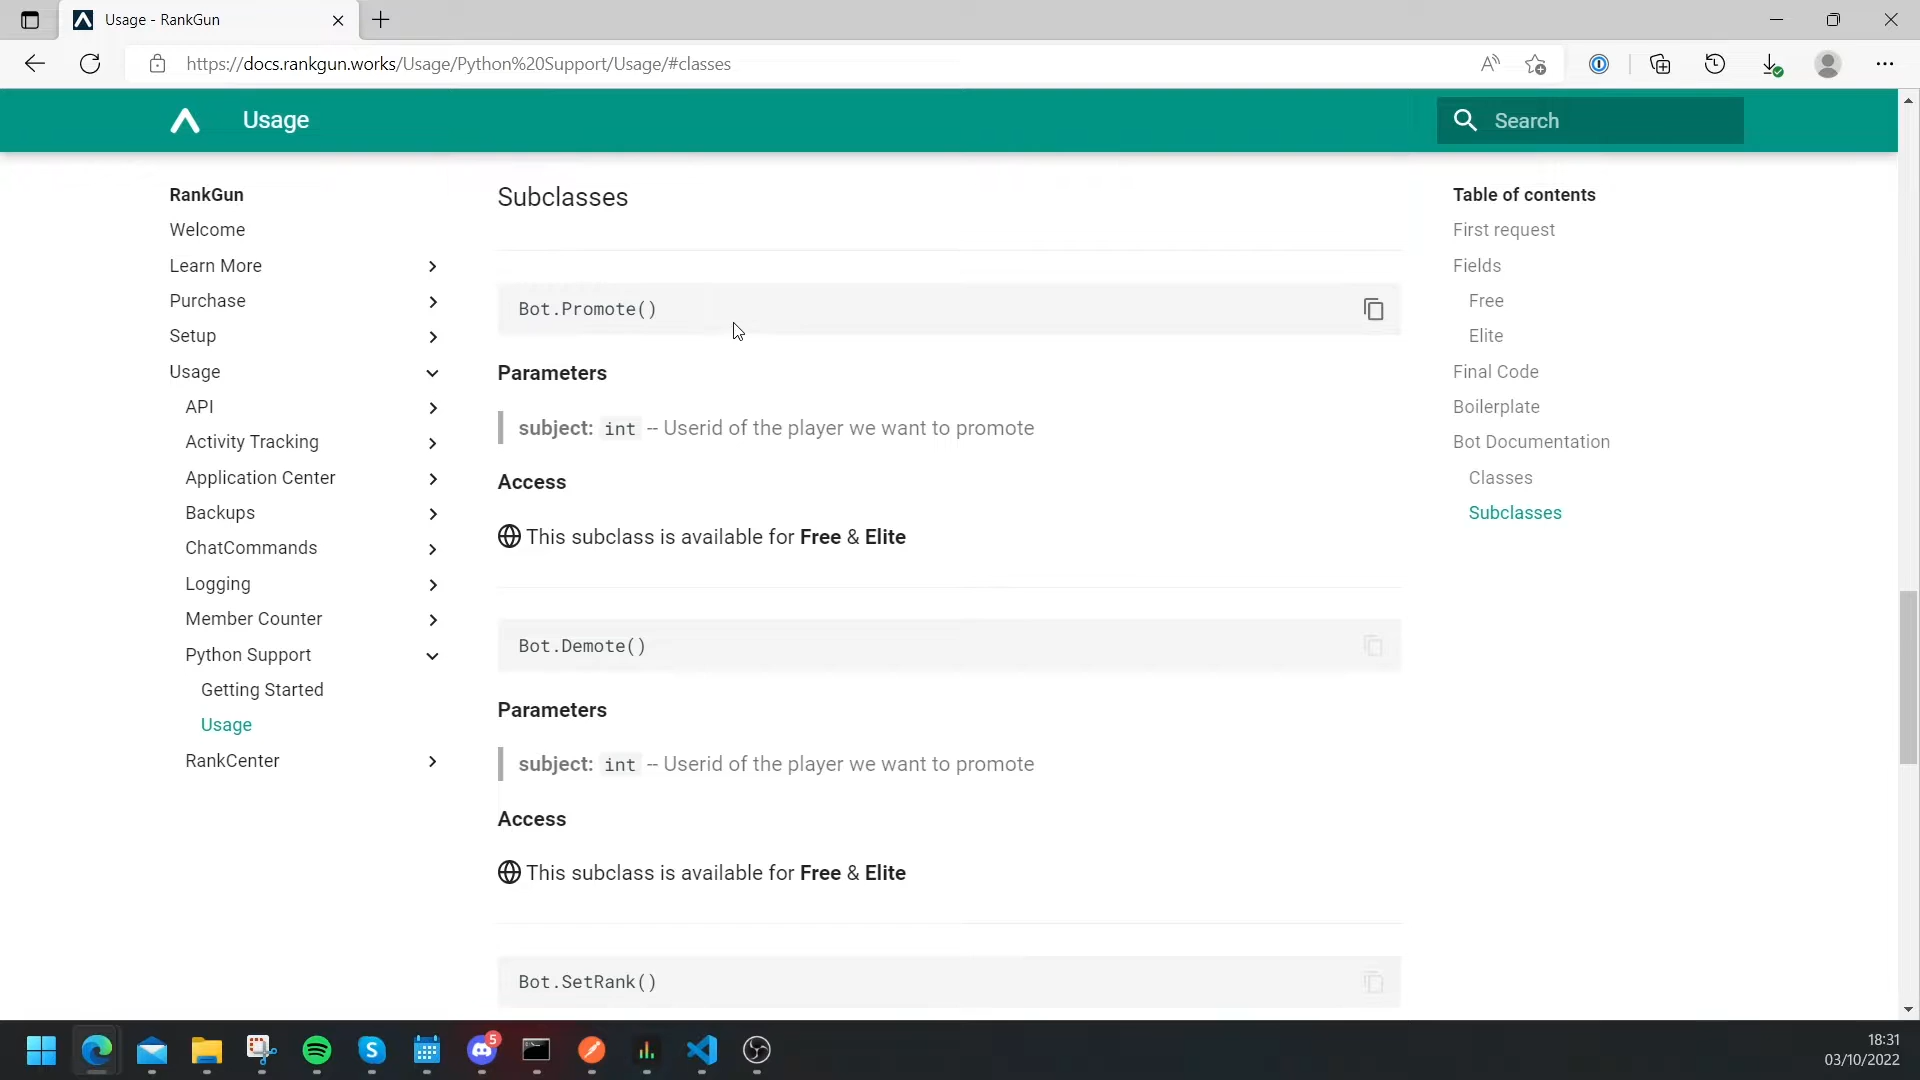 Usage - RankGun
https://docs.rankgun.works/Usage/Python%20Support/Usage/#classes
Usage
Search
RankGun
Welcome
Learn More
Purchase
Setup
Usage
API
Activity Tracking
Application Center
Backups
ChatCommands
Logging
Member Counter
Python Support
Getting Started
Usage
RankCenter
Subclasses
Bot.Promote()
Parameters
subject: int -- Userid of the player we want to promote
Access
This subclass is available for Free & Elite
Bot.Demote()
Parameters
subject: int -- Userid of the player we want to promote
Access
This subclass is available for Free & Elite
Bot.SetRank()
Table of contents
First request
Fields
Free
Elite
Final Code
Boilerplate
Bot Documentation
Classes
Subclasses
5
18:31
03/10/2022